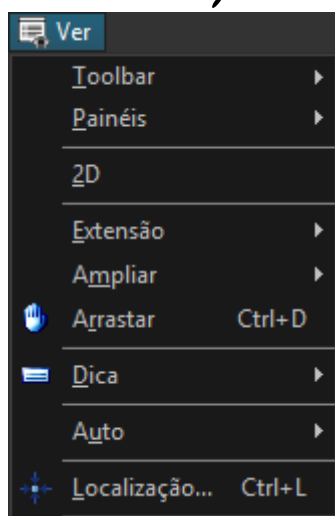 Ver
Toolbar
Painéis
2D
Extensão
Ampliar
Arrastar Ctrl+D
Dica
Auto
Localização... Ctrl+L